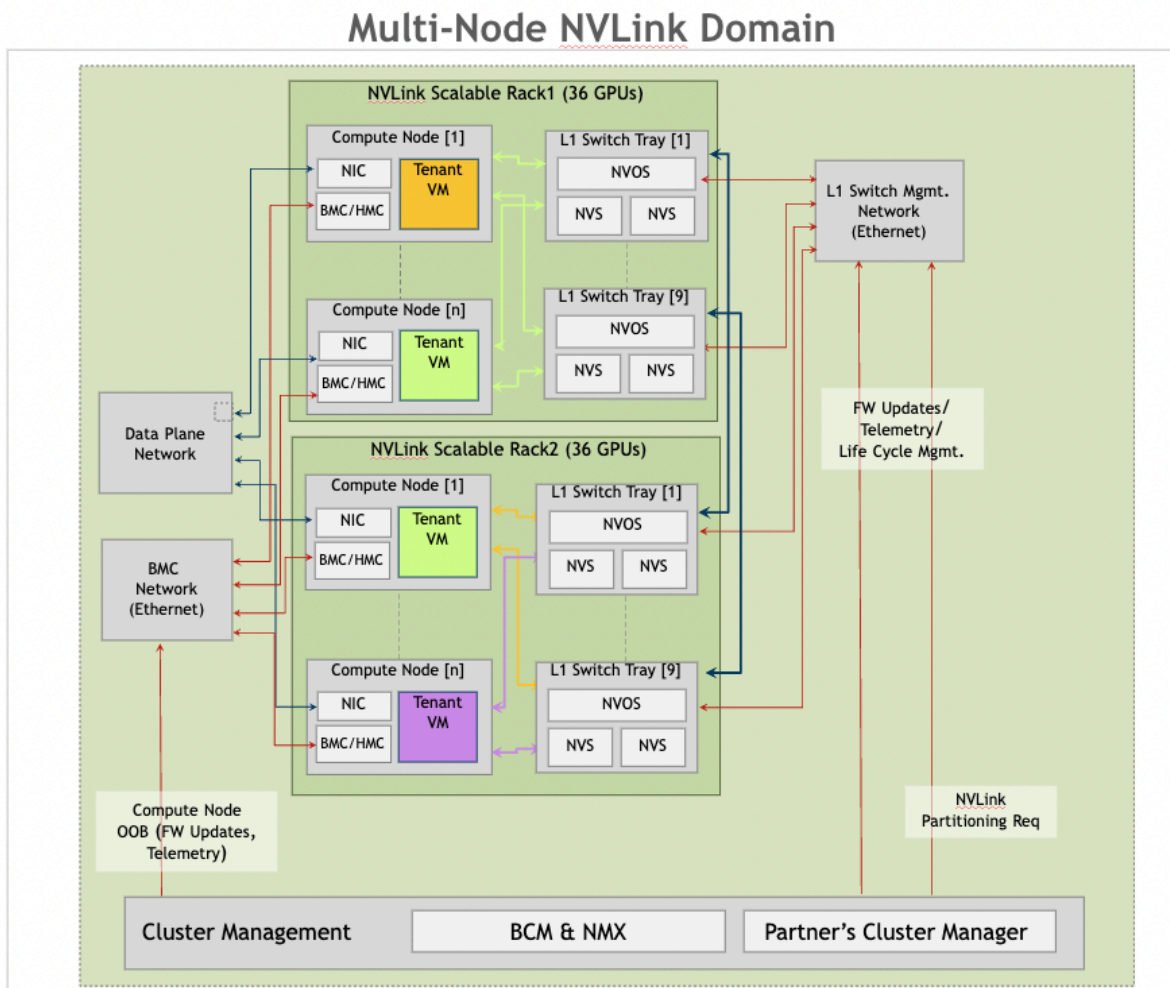 Multi-Node NVLink Domain
NVLink Scalable Rack1 (36 GPUs)
Compute Node [1]
NIC
BMC/HMC
Tenant
VM
L1 Switch Tray [1]
NVOS
NVS
NVS
Compute Node [n]
NIC
BMC/HMC
Tenant
VM
L1 Switch Tray [9]
NVOS
NVS
NVS
L1 Switch Mgmt.
Network
(Ethernet)
Data Plane
Network
BMC
Network
(Ethernet)
NVLink Scalable Rack2 (36 GPUs)
Compute Node [1]
NIC
BMC/HMC
Tenant
VM
L1 Switch Tray [1]
NVOS
NVS
NVS
Compute Node [n]
NIC
BMC/HMC
Tenant
VM
L1 Switch Tray [9]
NVOS
NVS
NVS
FW Updates/
Telemetry/
Life Cycle Mgmt.
Compute Node
OOB (FW Updates,
Telemetry)
NVLink
Partitioning Req
Cluster Management
BCM & NMX
Partner's Cluster Manager